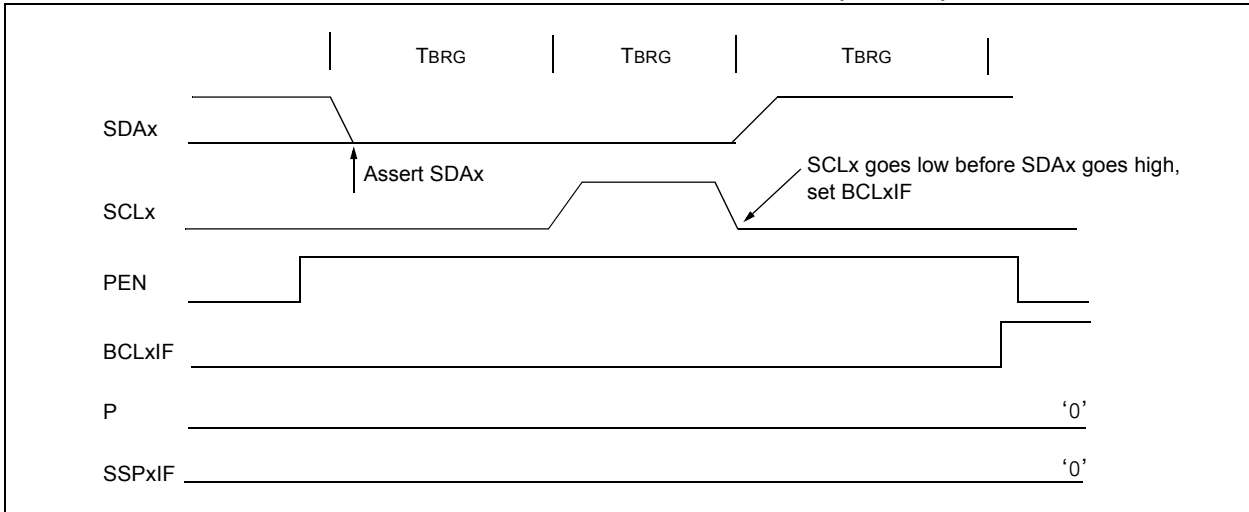 TBRG TBRG TBRG
SDAx
Assert SDAx
SCLx goes low before SDAx goes high,
set BCLxIF
SCLx
PEN
BCLxIF
P
‘0’
SSPxIF
‘0’